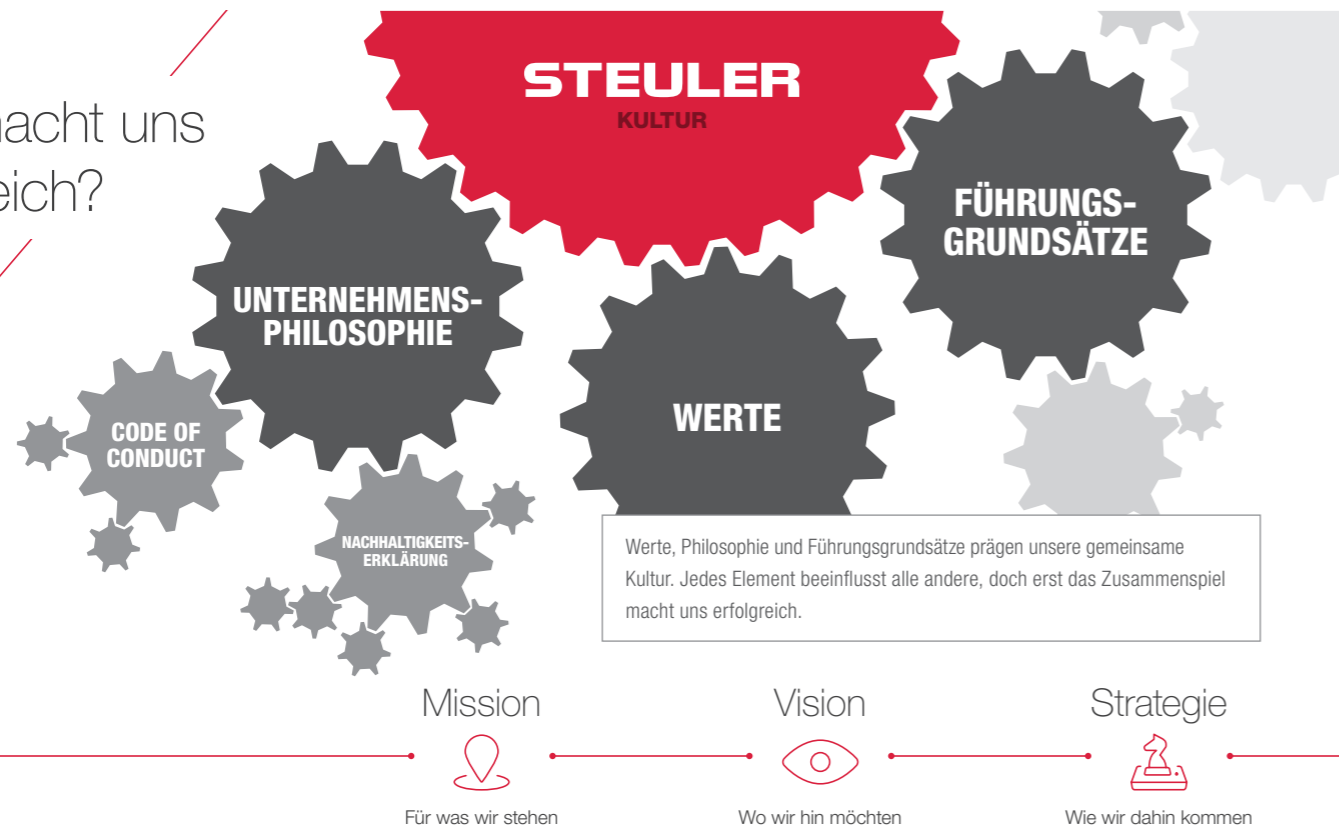 macht uns
eich?
STEULER
KULTUR
FÜHRUNGS-
GRUNDSÄTZE
UNTERNEHMENS-
PHILOSOPHIE
WERTE
CODE OF
CONDUCT
NACHHALTIGKEITS-
ERKLÄRUNG
Werte, Philosophie und Führungsgrundsätze prägen unsere gemeinsame
Kultur. Jedes Element beeinflusst alle andere, doch erst das Zusammenspiel
macht uns erfolgreich.
Mission
Vision
Strategie
Für was wir stehen
Wo wir hin möchten
Wie wir dahin kommen